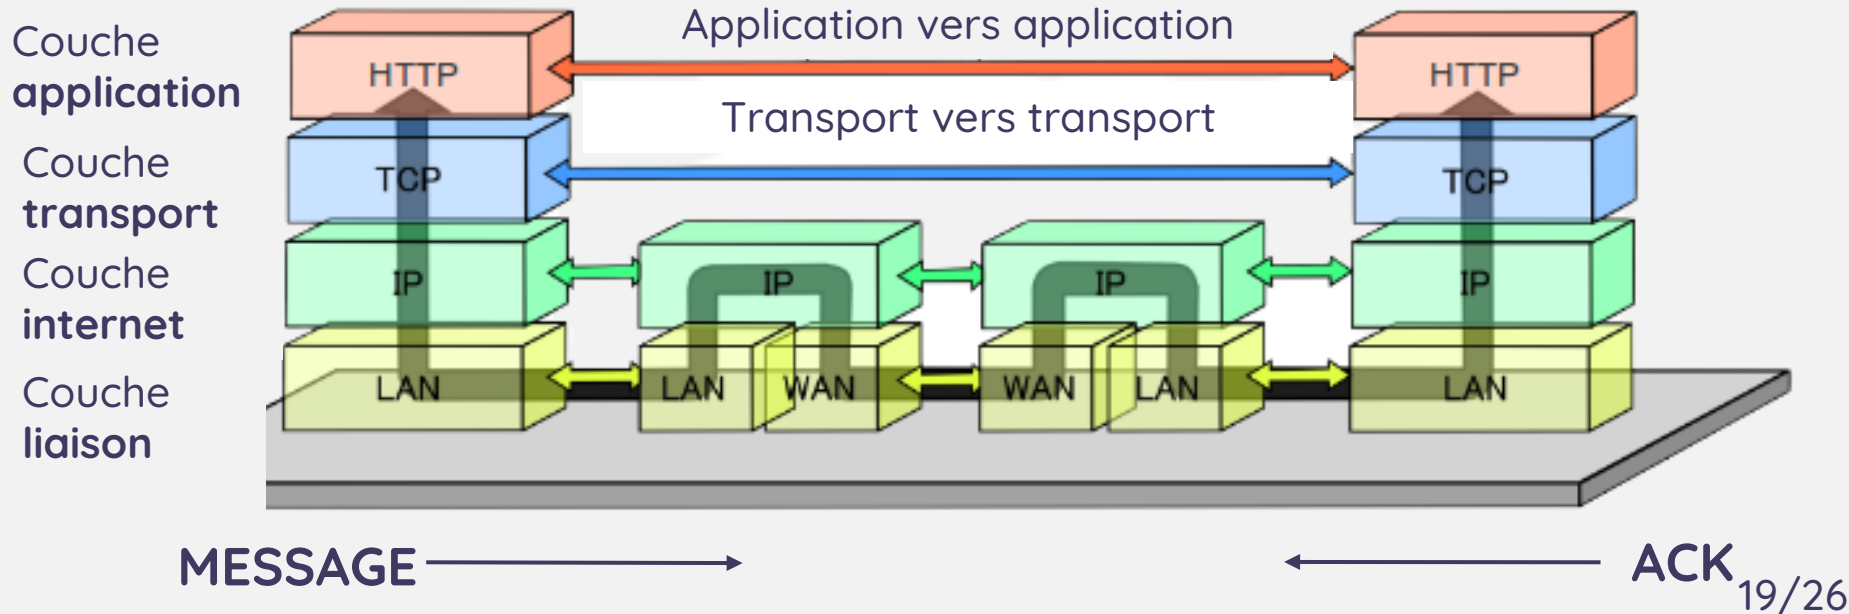 Application vers application
Couche
application
HTTP
HTTP
Transport vers transport
Couche
transport
TCP
TCP
Couche
internet
IP
IP
IP
IP
Couche
liaison
LAN
LAN
WAN
WAN
LAN
LAN
MESSAGE
ACK
19/26